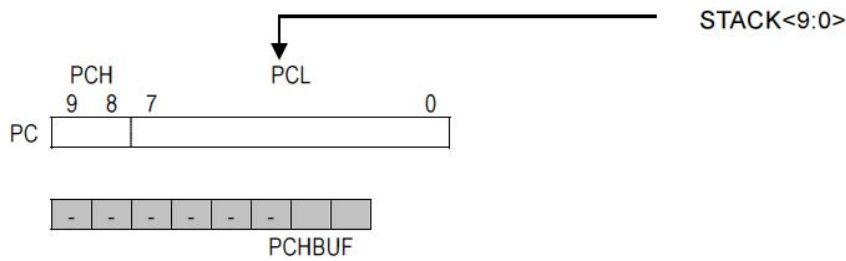 STACK<9:0>
PCH PCL
9 8 7 0
PC
- - - - - -
PCHBUF